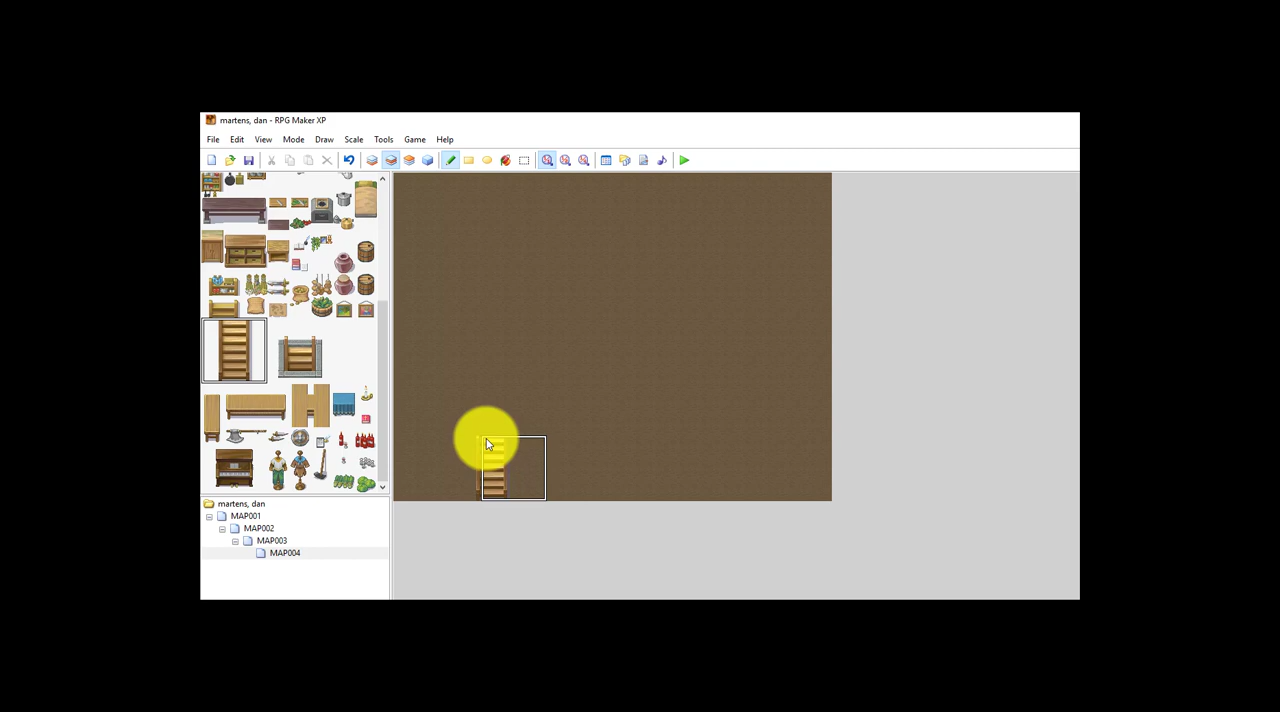 martens, dan - RPG Maker XP
File Edit View Mode Draw Scale Tools Game Help
martens, dan
MAP001
MAP002
MAP003
MAP004